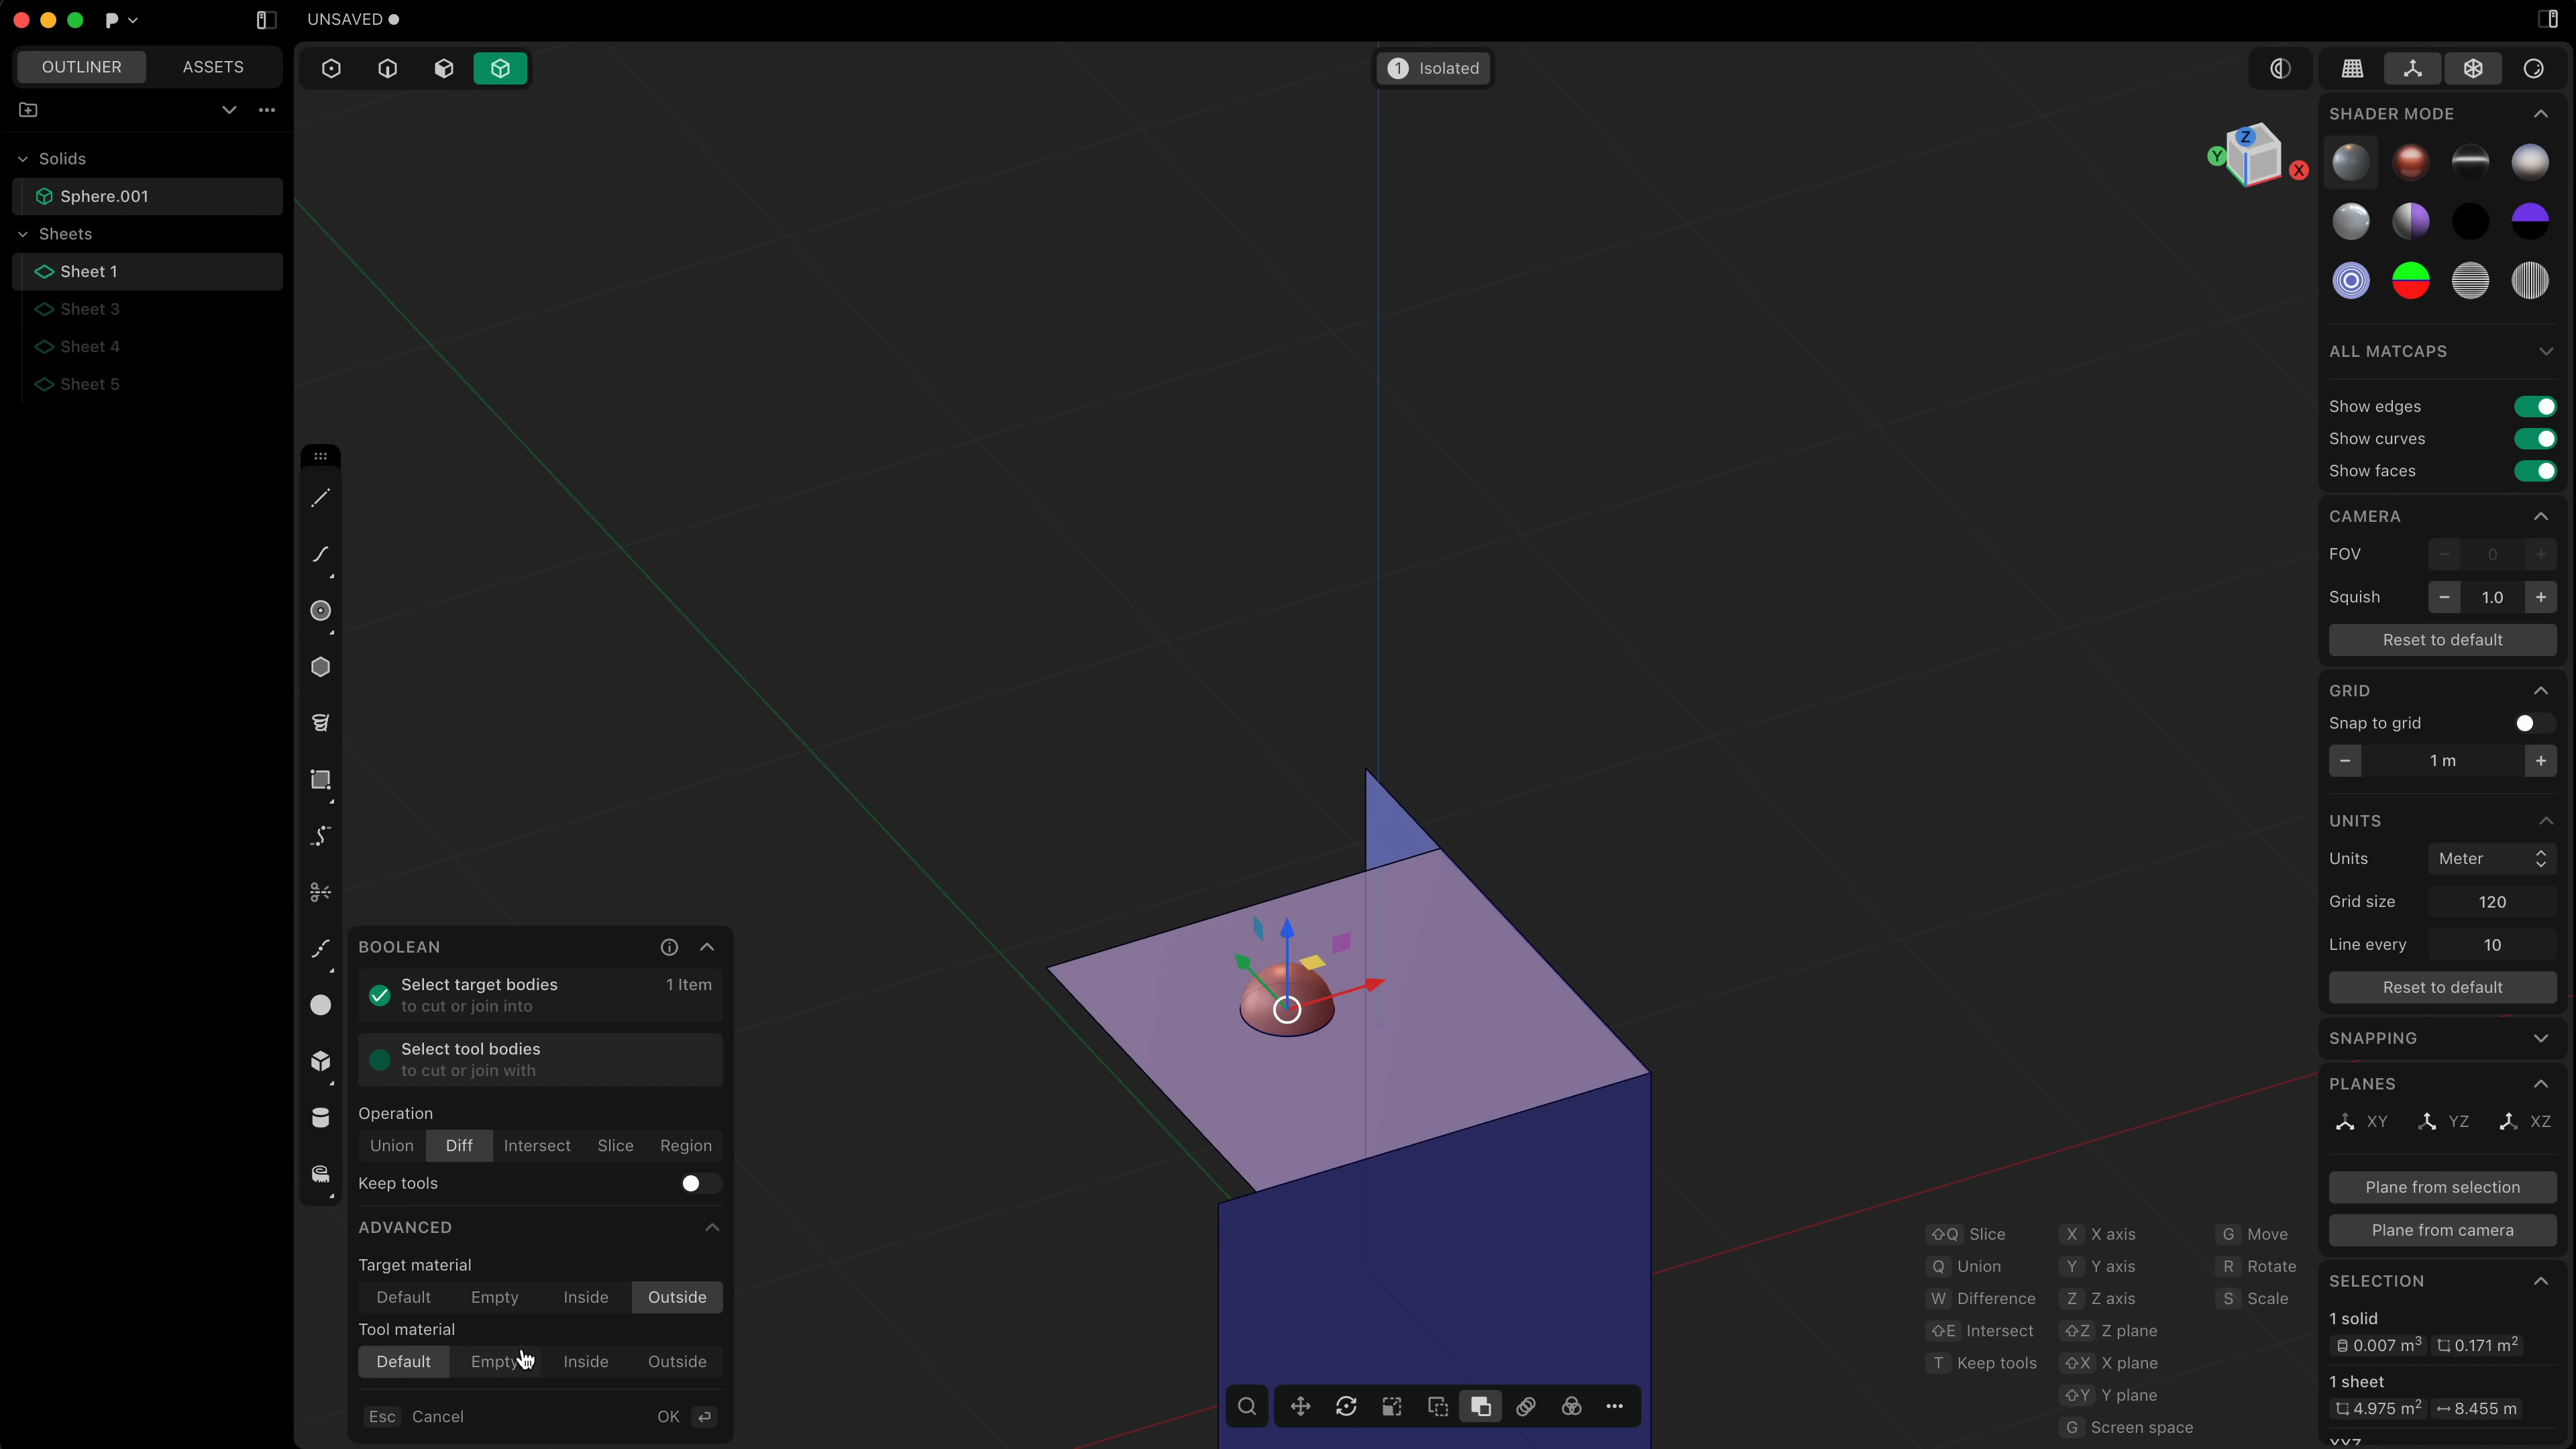 UNSAVED
OUTLINER
ASSETS
Solids
Sphere.001
Sheets
Sheet 1
Sheet 3
Sheet 4
Sheet 5
1 Isolated
Z
Y
X
BOOLEAN
Select target bodies 1 Item
to cut or join into
Select tool bodies
to cut or join with
Operation
Union Diff Intersect Slice Region
Keep tools
ADVANCED
Target material
Default Empty Inside Outside
Tool material
Default Empty Inside Outside
Esc Cancel OK
⇧Q Slice X X axis G Move
Q Union Y Y axis R Rotate
W Difference Z Z axis S Scale
⇧E Intersect ⇧Z Z plane
T Keep tools ⇧X X plane
⇧Y Y plane
G Screen space
SHADER MODE
ALL MATCAPS
Show edges
Show curves
Show faces
CAMERA
FOV − 0 +
Squish − 1.0 +
Reset to default
GRID
Snap to grid
− 1 m +
UNITS
Units Meter
Grid size 120
Line every 10
Reset to default
SNAPPING
PLANES
XY YZ XZ
Plane from selection
Plane from camera
SELECTION
1 solid
0.007 m³ 0.171 m²
1 sheet
4.975 m² 8.455 m